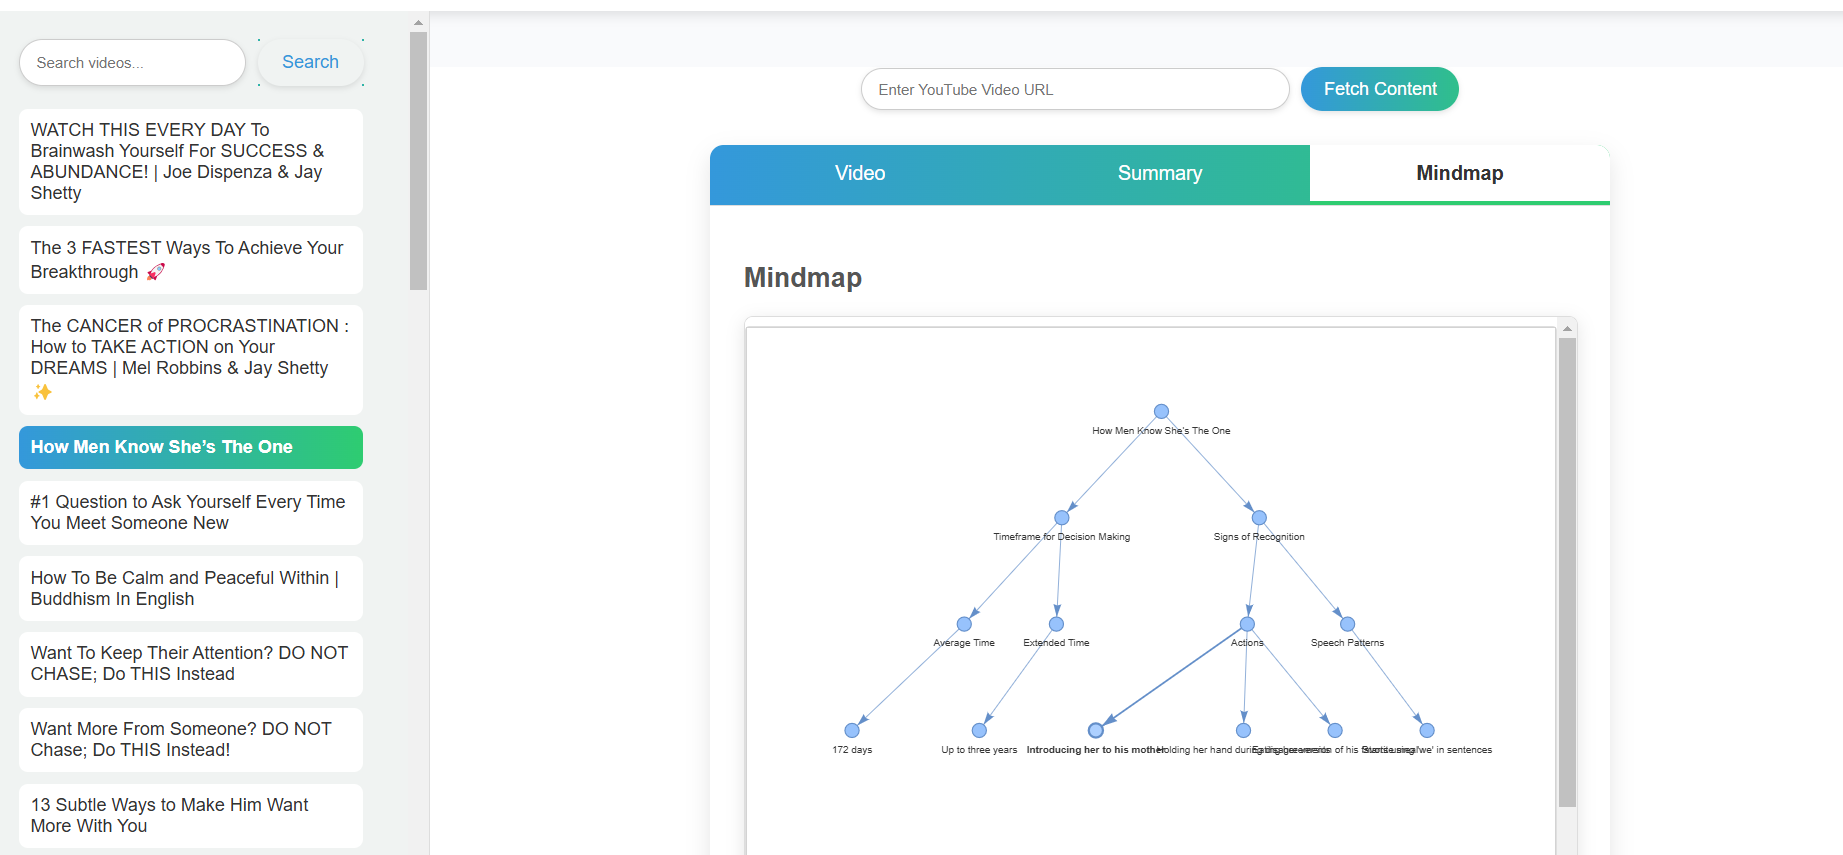 Search videos...
Search
WATCH THIS EVERY DAY To
Brainwash Yourself For SUCCESS &
ABUNDANCE! | Joe Dispenza & Jay
Shetty
The 3 FASTEST Ways To Achieve Your
Breakthrough 🚀
The CANCER of PROCRASTINATION :
How to TAKE ACTION on Your
DREAMS | Mel Robbins & Jay Shetty
✨
How Men Know She’s The One
#1 Question to Ask Yourself Every Time
You Meet Someone New
How To Be Calm and Peaceful Within |
Buddhism In English
Want To Keep Their Attention? DO NOT
CHASE; Do THIS Instead
Want More From Someone? DO NOT
Chase; Do THIS Instead!
13 Subtle Ways to Make Him Want
More With You
Enter YouTube Video URL
Fetch Content
Video
Summary
Mindmap
Mindmap
How Men Know She's The One
Timeframe for Decision Making
Signs of Recognition
Average Time
Extended Time
Actions
Speech Patterns
172 days
Up to three years
Introducing her to his mother
Holding her hand during disagreements
version of his favorite meal
using 'we' in sentences